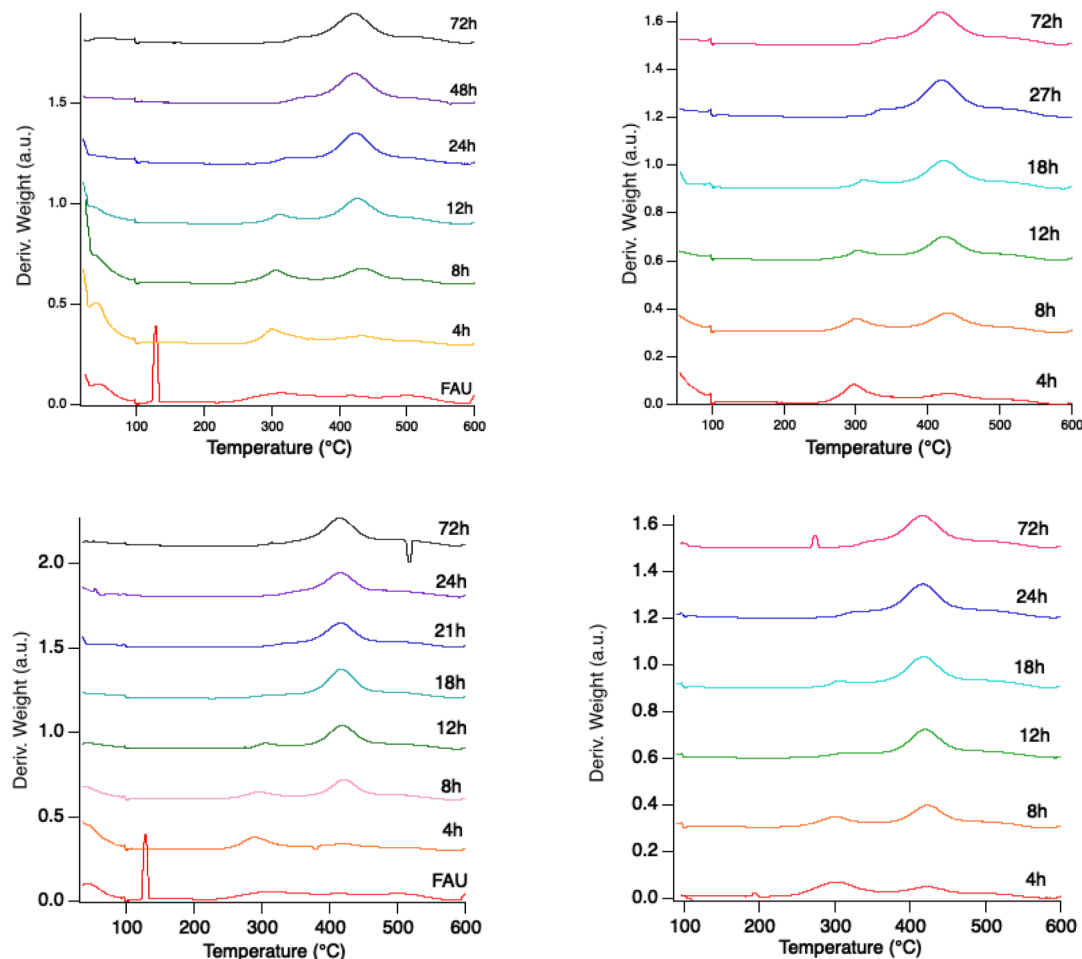 72h
48h
1.5
24h
1.0
12h
8h
0.5
4h
FAU
0.0
100 200 300 400 500 600
Temperature (°C)
Deriv. Weight (a.u.)
1.6
72h
1.4
27h
1.2
1.0
18h
0.8
12h
0.6
0.4
8h
0.2
4h
0.0
100 200 300 400 500 600
Temperature (°C)
Deriv. Weight (a.u.)
72h
2.0
24h
21h
1.5
18h
1.0
12h
8h
0.5
4h
FAU
0.0
100 200 300 400 500 600
Temperature (°C)
Deriv. Weight (a.u.)
1.6
72h
1.4
24h
1.2
1.0
18h
0.8
12h
0.6
0.4
8h
0.2
4h
0.0
100 200 300 400 500 600
Temperature (°C)
Deriv. Weight (a.u.)